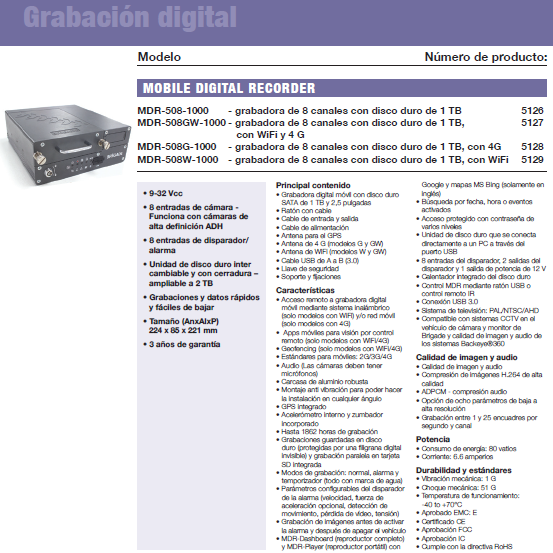 Grabación digital
Modelo
Número de producto:
MOBILE DIGITAL RECORDER
MDR-508-1000 - grabadora de 8 canales con disco duro de 1 TB 5126
MDR-508GW-1000 - grabadora de 8 canales con disco duro de 1 TB, 5127
con WiFi y 4 G
MDR-508G-1000 - grabadora de 8 canales con disco duro de 1 TB, con 4G 5128
MDR-508W-1000 - grabadora de 8 canales con disco duro de 1 TB, con WiFi 5129
• 9-32 Vcc
• 8 entradas de cámara -
Funciona con cámaras de
alta definición ADH
• 8 entradas de disparador/
alarma
• Unidad de disco duro inter
cambiable y con cerradura –
ampliable a 2 TB
• Grabaciones y datos rápidos
y fáciles de bajar
• Tamaño (AnxAlxP)
224 x 85 x 221 mm
• 3 años de garantía
Principal contenido
• Grabadora digital móvil con disco duro
SATA de 1 TB y 2,5 pulgadas
• Ratón con cable
• Cable de entrada y salida
• Cable de alimentación
• Antena para el GPS
• Antena de 4 G (modelos G y GW)
• Antena de WiFi (modelos W y GW)
• Cable USB de A a B (3.0)
• Llave de seguridad
• Soporte y fijaciones
Características
• Acceso remoto a grabadora digital
móvil mediante sistema inalámbrico
(solo modelos con WIFI) y/o red móvil
(solo modelos con 4G)
• Apps móviles para visión por control
remoto (solo modelos con WIFI/4G)
• Geofencing (solo modelos con WIFI/4G)
• Estándares para móviles: 2G/3G/4G
• Audio (Las cámaras deben tener
micrófonos)
• Carcasa de aluminio robusta
• Montaje anti vibración para poder hacer
la instalación en cualquier ángulo
• GPS integrado
• Acelerómetro interno y zumbador
incorporado
• Hasta 1862 horas de grabación
• Grabaciones guardadas en disco
duro (protegidas por una filigrana digital
invisible) y grabación paralela en tarjeta
SD integrada
• Modos de grabación: normal, alarma y
temporizador (todo con marca de agua)
• Parámetros configurables del disparador
de la alarma (velocidad, fuerza de
aceleración opcional, detección de
movimiento, pérdida de vídeo, tensión)
• Grabación de imágenes antes de activar
la alarma y después de apagar el vehículo
• MDR-Dashboard (reproductor completo)
y MDR-Player (reproductor portátil) con
Google y mapas MS Bing (solamente en
inglés)
• Búsqueda por fecha, hora o eventos
activados
• Acceso protegido con contraseña de
varios niveles
• Unidad de disco duro que se conecta
directamente a un PC a través del
puerto USB
• 8 entradas del disparador, 2 salidas del
disparador y 1 salida de potencia de 12 V
• Calentador integrado del disco duro
• Control MDR mediante ratón USB o
control remoto IR
• Conexión USB 3.0
• Sistema de televisión: PAL/NTSC/AHD
• Compatible con sistemas CCTV en el
vehículo de cámara y monitor de
Brigade y calidad de imagen y audio de
los sistemas Backeye®360
Calidad de imagen y audio
• Calidad de imagen y audio
• Compresión de imágenes H.264 de alta
calidad
• ADPCM - compresión audio
• Opción de ocho parámetros de baja a
alta resolución
• Grabación entre 1 y 25 encuadres por
segundo y canal
Potencia
• Consumo de energía: 80 vatios
• Corriente: 6.6 amperios
Durabilidad y estándares
• Vibración mecánica: 1 G
• Choque mecánica: 51 G
• Temperatura de funcionamiento:
-40 to +70°C
• Aprobado EMC: E
• Certificado CE
• Aprobación FCC
• Aprobación IC
• Cumple con la directiva RoHS